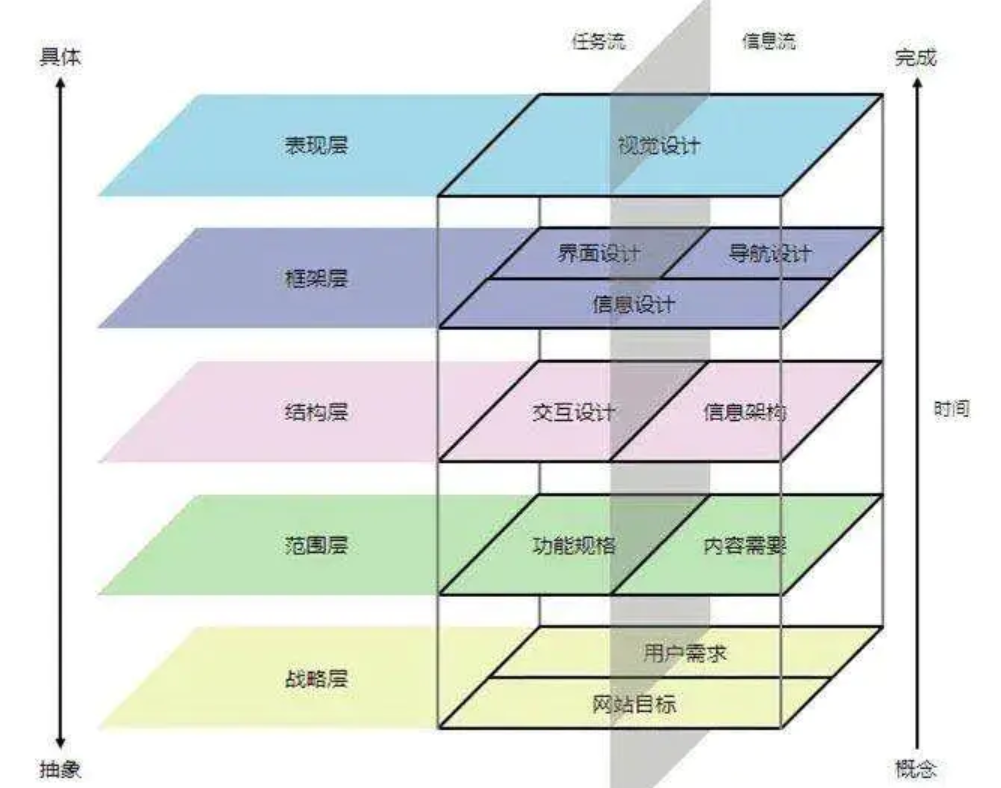 任务流
信息流
具体
完成
表现层
视觉设计
界面设计
导航设计
框架层
信息设计
结构层
交互设计
信息架构
时间
范围层
功能规格
内容需要
用户需求
战略层
网站目标
抽象
概念